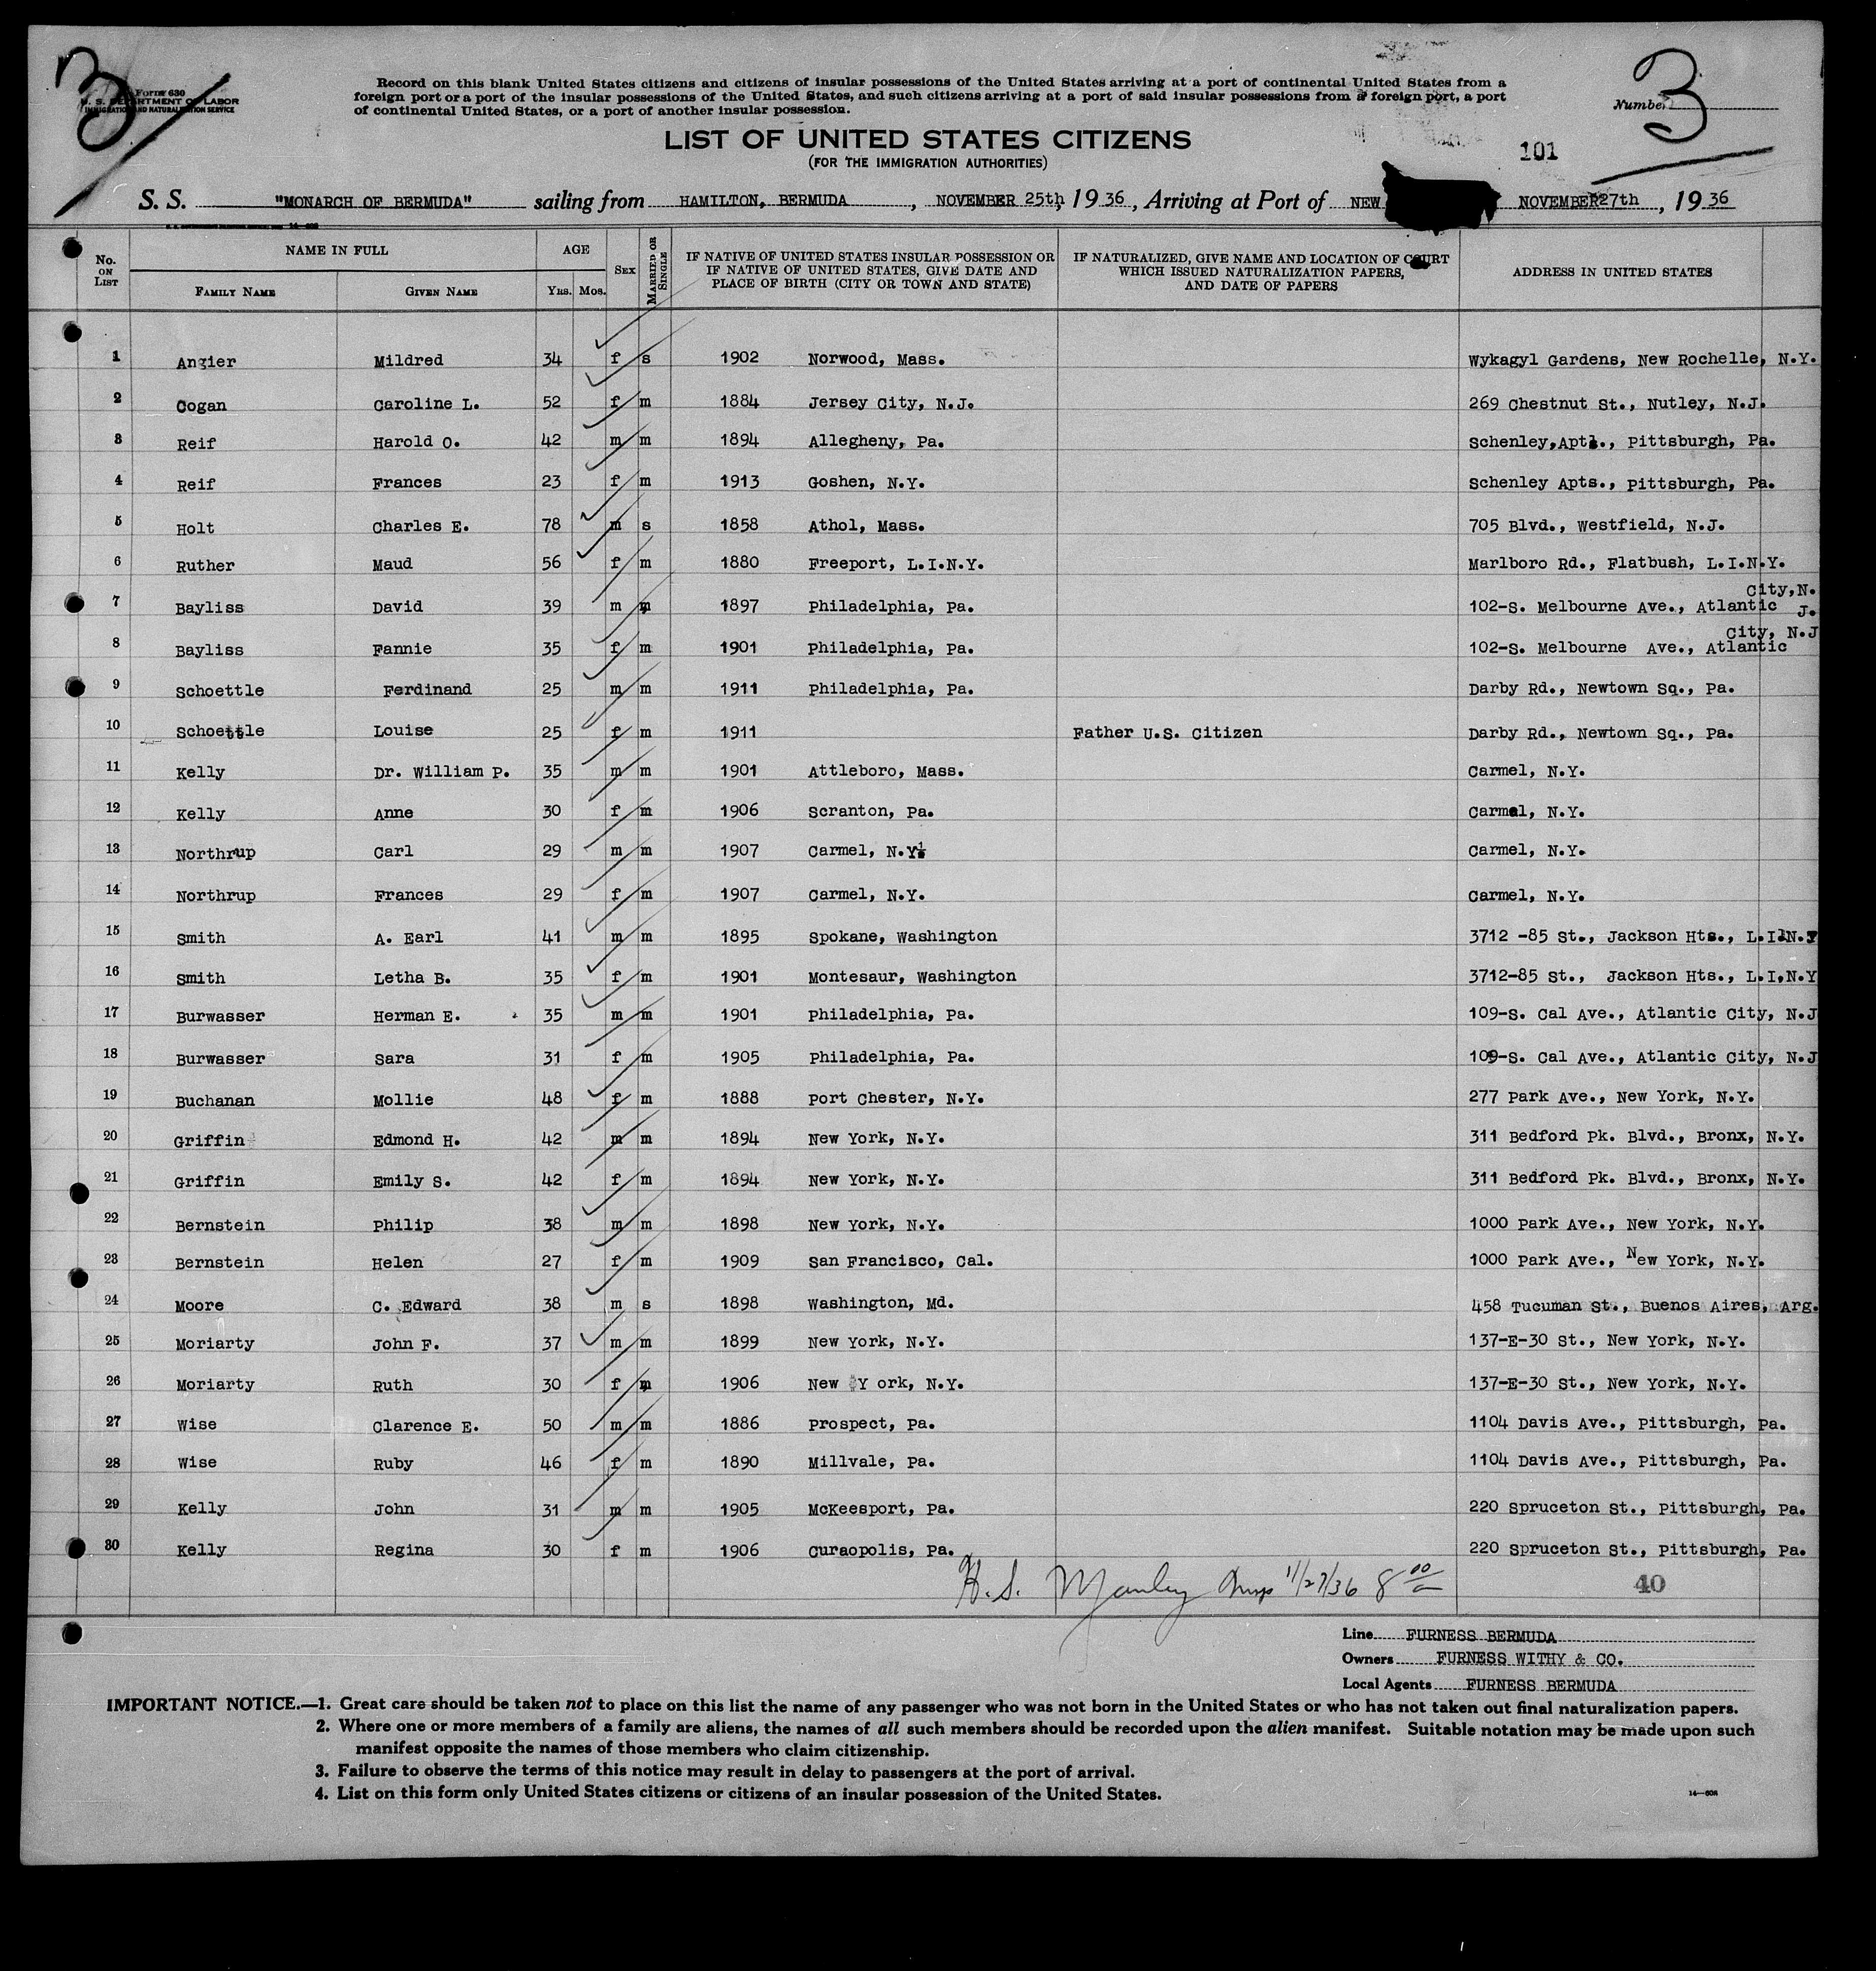 3
3
Form 630
U. S. DEPARTMENT OF LABOR
IMMIGRATION AND NATURALIZATION SERVICE
Record on this blank United States citizens and citizens of insular possessions of the United States arriving at a port of continental United States from a
foreign port or a port of the insular possessions of the United States, and such citizens arriving at a port of said insular possessions from a foreign port, a port
of continental United States, or a port of another insular possession.
Number
LIST OF UNITED STATES CITIZENS
(FOR THE IMMIGRATION AUTHORITIES)
101
S. S. "MONARCH OF BERMUDA" sailing from HAMILTON, BERMUDA, NOVEMBER 25th, 1936, Arriving at Port of NEW NOVEMBER27th, 1936
No. ON LIST NAME IN FULL FAMILY NAME GIVEN NAME AGE YRS. MOS. SEX MARRIED OR SINGLE IF NATIVE OF UNITED STATES INSULAR POSSESSION OR IF NATIVE OF UNITED STATES, GIVE DATE AND PLACE OF BIRTH (CITY OR TOWN AND STATE) IF NATURALIZED, GIVE NAME AND LOCATION OF COURT WHICH ISSUED NATURALIZATION PAPERS, AND DATE OF PAPERS ADDRESS IN UNITED STATES
1 Angier Mildred 34 f s 1902 Norwood, Mass. Wykagyl Gardens, New Rochelle, N.Y.
2 Cogan Caroline L. 52 f m 1884 Jersey City, N.J. 269 Chestnut St., Nutley, N.J.
3 Reif Harold O. 42 m m 1894 Allegheny, Pa. Schenley,Apts., Pittsburgh, Pa.
4 Reif Frances 23 f m 1913 Goshen, N.Y. Schenley Apts., Pittsburgh, Pa.
5 Holt Charles E. 78 m s 1858 Athol, Mass. 705 Blvd., Westfield, N.J.
6 Ruther Maud 56 f m 1880 Freeport, L.I.N.Y. Marlboro Rd., Flatbush, L.I.N.Y.
7 Bayliss David 39 m m 1897 Philadelphia, Pa. 102-S. Melbourne Ave., Atlantic City,N.J.
8 Bayliss Fannie 35 f m 1901 Philadelphia, Pa. 102-S. Melbourne Ave., Atlantic City, N.J
9 Schoettle Ferdinand 25 m m 1911 Philadelphia, Pa. Darby Rd., Newtown Sq., Pa.
10 Schoettle Louise 25 f m 1911 Father U.S. Citizen Darby Rd., Newtown Sq., Pa.
11 Kelly Dr. William P. 35 m m 1901 Attleboro, Mass. Carmel, N.Y.
12 Kelly Anne 30 f m 1906 Scranton, Pa. Carmel, N.Y.
13 Northrup Carl 29 m m 1907 Carmel, N.Y. Carmel, N.Y.
14 Northrup Frances 29 f m 1907 Carmel, N.Y. Carmel, N.Y.
15 Smith A. Earl 41 m m 1895 Spokane, Washington 3712 -85 St., Jackson Hts., L.I.N.Y
16 Smith Letha B. 35 f m 1901 Montesaur, Washington 3712-85 St., Jackson Hts., L.I.N.Y
17 Burwasser Herman E. 35 m m 1901 Philadelphia, Pa. 109-S. Cal Ave., Atlantic City, N.J
18 Burwasser Sara 31 f m 1905 Philadelphia, Pa. 109-S. Cal Ave., Atlantic City, N.J
19 Buchanan Mollie 48 f m 1888 Port Chester, N.Y. 277 Park Ave., New York, N.Y.
20 Griffin Edmond H. 42 m m 1894 New York, N.Y. 311 Bedford Pk. Blvd., Bronx, N.Y.
21 Griffin Emily S. 42 f m 1894 New York, N.Y. 311 Bedford Pk. Blvd., Bronx, N.Y.
22 Bernstein Philip 38 m m 1898 New York, N.Y. 1000 Park Ave., New York, N.Y.
23 Bernstein Helen 27 f m 1909 San Francisco, Cal. 1000 Park Ave., New York, N.Y.
24 Moore C. Edward 38 m s 1898 Washington, Md. 458 Tucuman St., Buenos Aires, Arg.
25 Moriarty John F. 37 m m 1899 New York, N.Y. 137-E-30 St., New York, N.Y.
26 Moriarty Ruth 30 f m 1906 New Y ork, N.Y. 137-E-30 St., New York, N.Y.
27 Wise Clarence E. 50 m m 1886 Prospect, Pa. 1104 Davis Ave., Pittsburgh, Pa.
28 Wise Ruby 46 f m 1890 Millvale, Pa. 1104 Davis Ave., Pittsburgh, Pa.
29 Kelly John 31 m m 1905 McKeesport, Pa. 220 Spruceton St., Pittsburgh, Pa.
30 Kelly Regina 30 f m 1906 Curaopolis, Pa. 220 Spruceton St., Pittsburgh, Pa.
H. S. Manley Insp 11/27/36 8 00
40
Line FURNESS BERMUDA
Owners FURNESS WITHY & CO.
Local Agents FURNESS BERMUDA
IMPORTANT NOTICE.—1. Great care should be taken not to place on this list the name of any passenger who was not born in the United States or who has not taken out final naturalization papers.
2. Where one or more members of a family are aliens, the names of all such members should be recorded upon the alien manifest. Suitable notation may be made upon such
manifest opposite the names of those members who claim citizenship.
3. Failure to observe the terms of this notice may result in delay to passengers at the port of arrival.
4. List on this form only United States citizens or citizens of an insular possession of the United States.